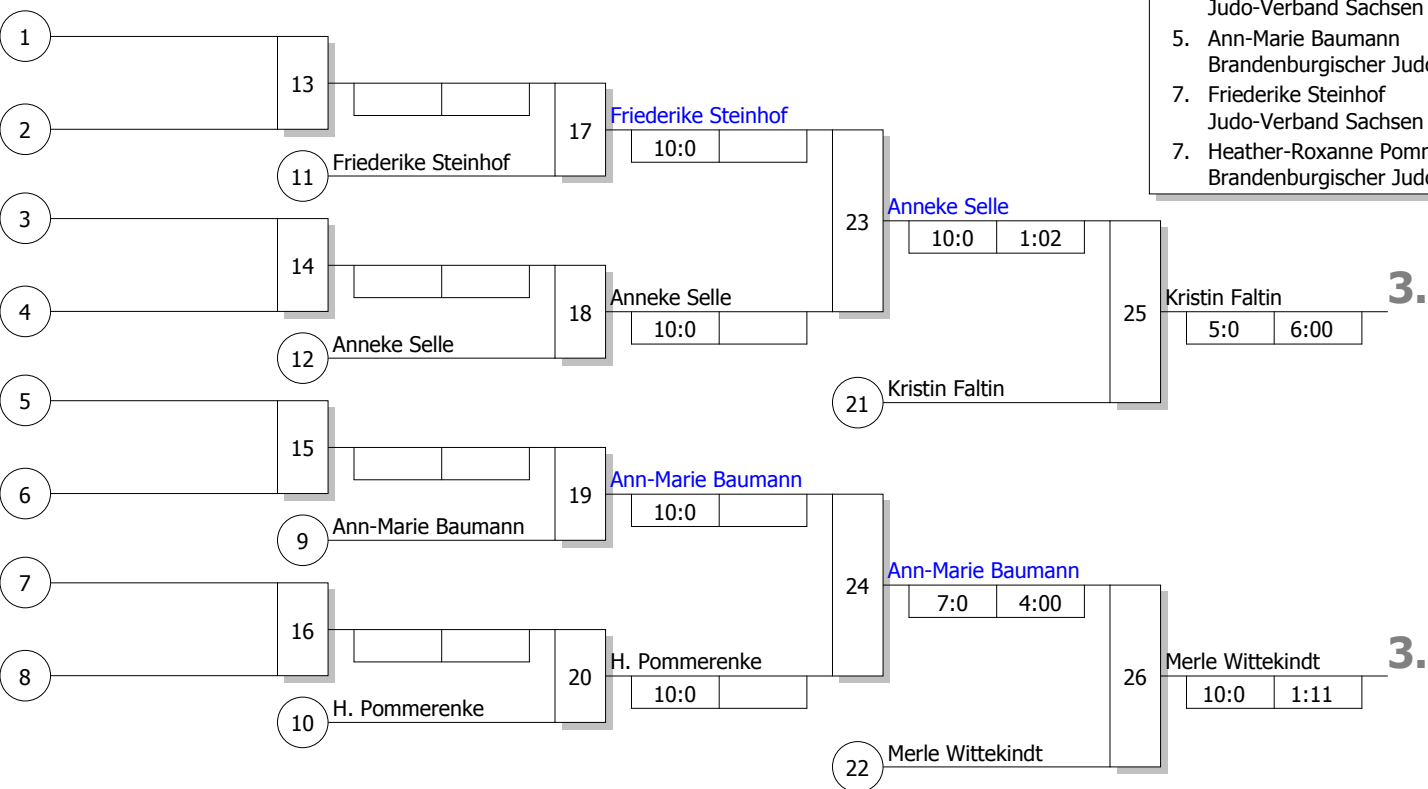 Judo-Verband Sachsen
5. Ann-Marie Baumann
Brandenburgischer
7. Friederike Steinhof
Judo-Verband Sachsen
7. Heather-Roxanne
Brandenburgischer
1
13
2
17
Friederike Steinhof
10:0
11
Friederike Steinhof
3
23
Anneke Selle
10:0 1:02
14
4
18
Anneke Selle
10:0
12
Anneke Selle
25
Kristin Faltin
3.
5:0 6:00
5
21
Kristin Faltin
15
6
19
Ann-Marie Baumann
10:0
9
Ann-Marie Baumann
7
24
Ann-Marie Baumann
7:0 4:00
16
8
20
H. Pommerenke
10:0
10
H. Pommerenke
26
Merle Wittekindt
3.
10:0 1:11
22
Merle Wittekindt